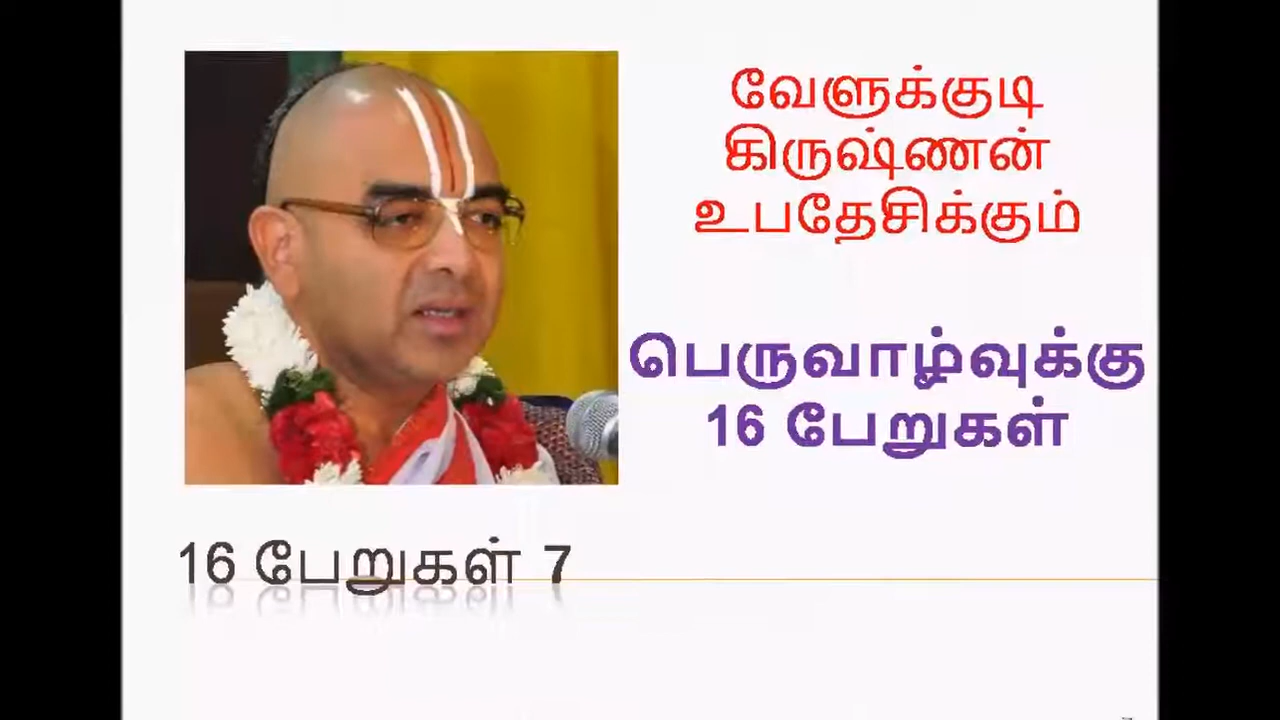 வேளுக்குடி
கிருஷ்ணன்
உபதேசிக்கும்
பெருவாழ்வுக்கு
16 பேறுகள்
16 பேறுகள் 7